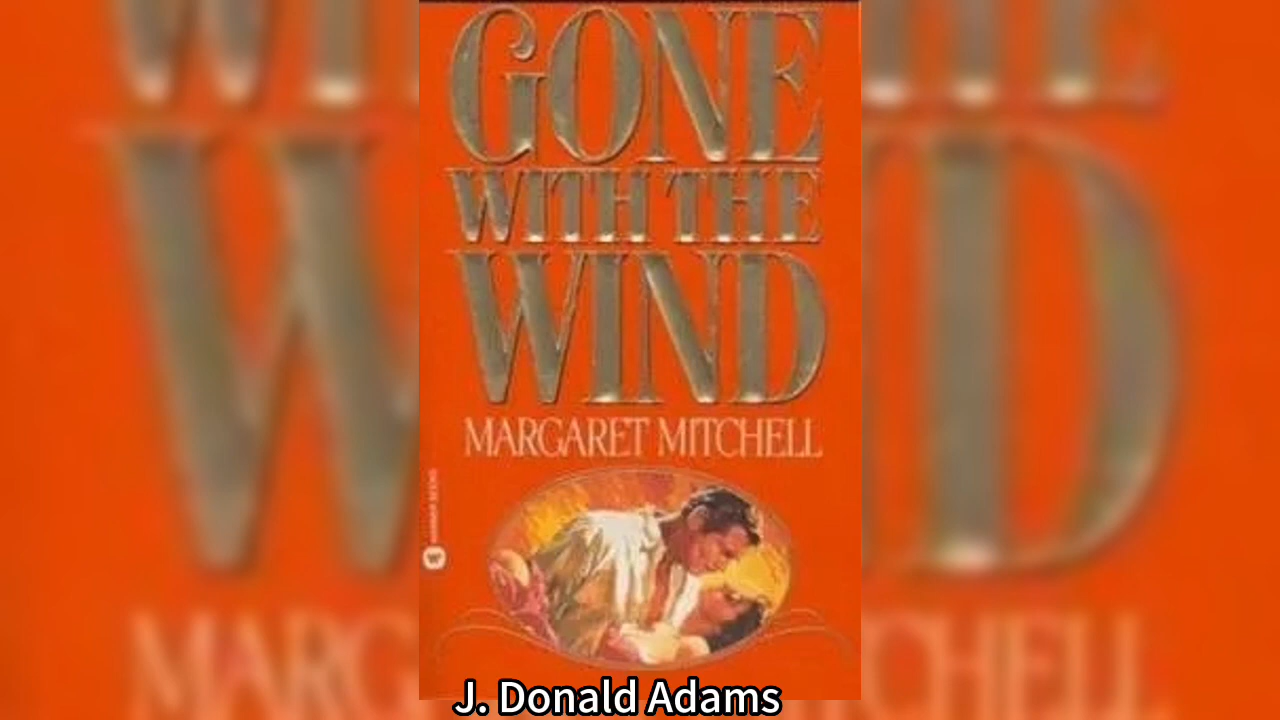 GONE
WITH THE
WIND
MARGARET MITCHELL
J. Donald Adams